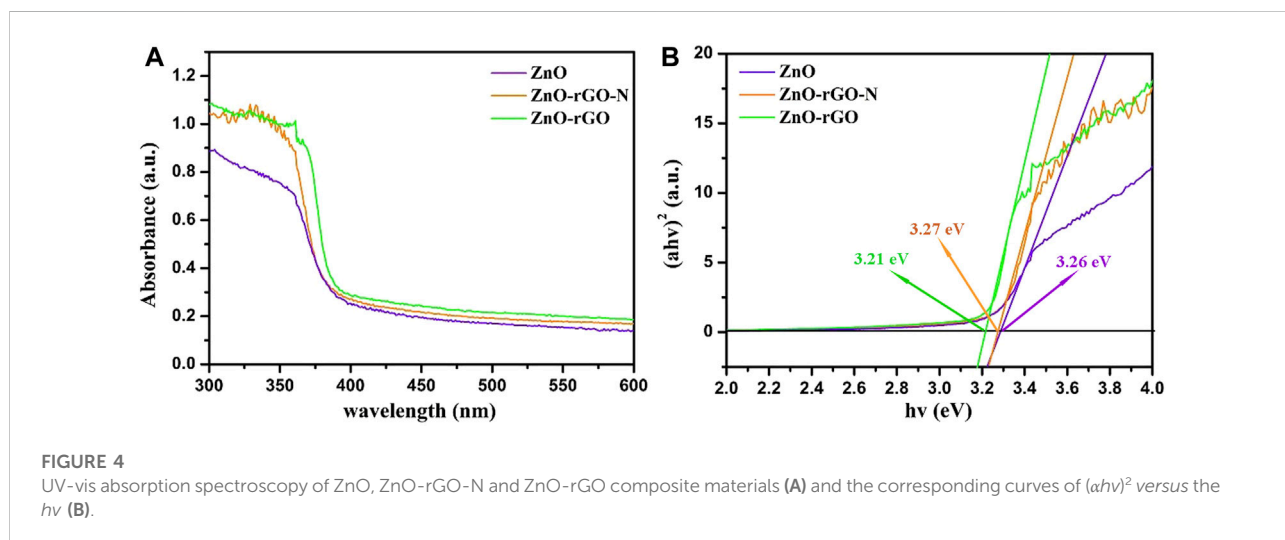 A
1.2
1.0
0.8
0.6
0.4
0.2
0.0
Absorbance (a.u.)
300 350 400 450 500 550 600
wavelength (nm)
ZnO
ZnO-rGO-N
ZnO-rGO
B
20
15
10
5
0
(ahv)²  (a.u.)
2.0 2.2 2.4 2.6 2.8 3.0 3.2 3.4 3.6 3.8 4.0
hv (eV)
ZnO
ZnO-rGO-N
ZnO-rGO
3.27 eV
3.21 eV
3.26 eV
FIGURE 4
UV-vis absorption spectroscopy of ZnO, ZnO-rGO-N and ZnO-rGO composite materials (A) and the corresponding curves of (αhv)² versus the
hv (B).